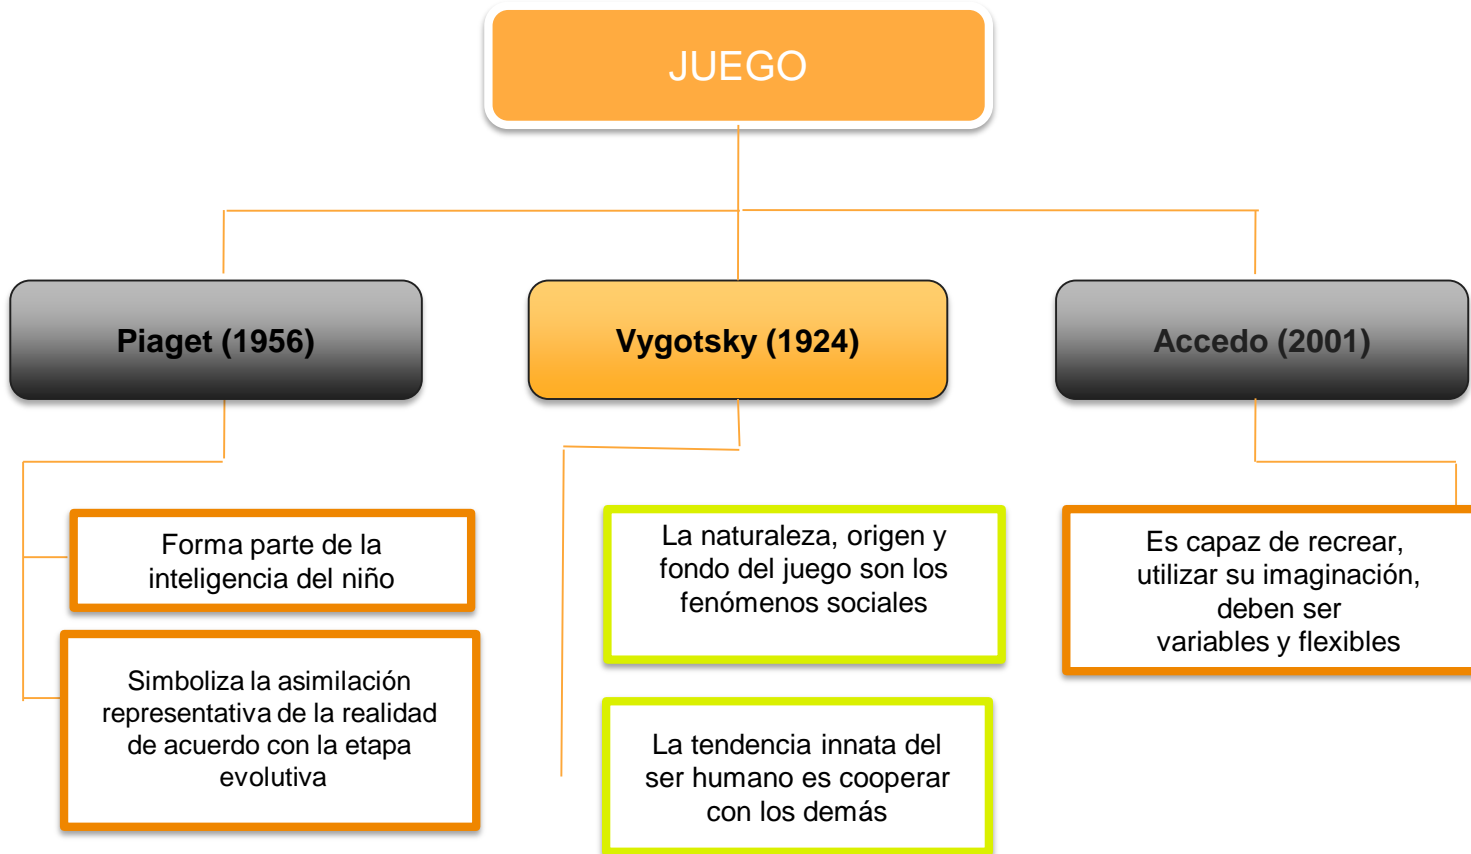 JUEGO
Piaget (1956)
Vygotsky (1924)
Accedo (2001)
Forma parte de la
inteligencia del niño
Simboliza la asimilación
representativa de la realidad
de acuerdo con la etapa
evolutiva
La naturaleza, origen y
fondo del juego son los
fenómenos sociales
La tendencia innata del
ser humano es cooperar
con los demás
Es capaz de recrear,
utilizar su imaginación,
deben ser
variables y flexibles